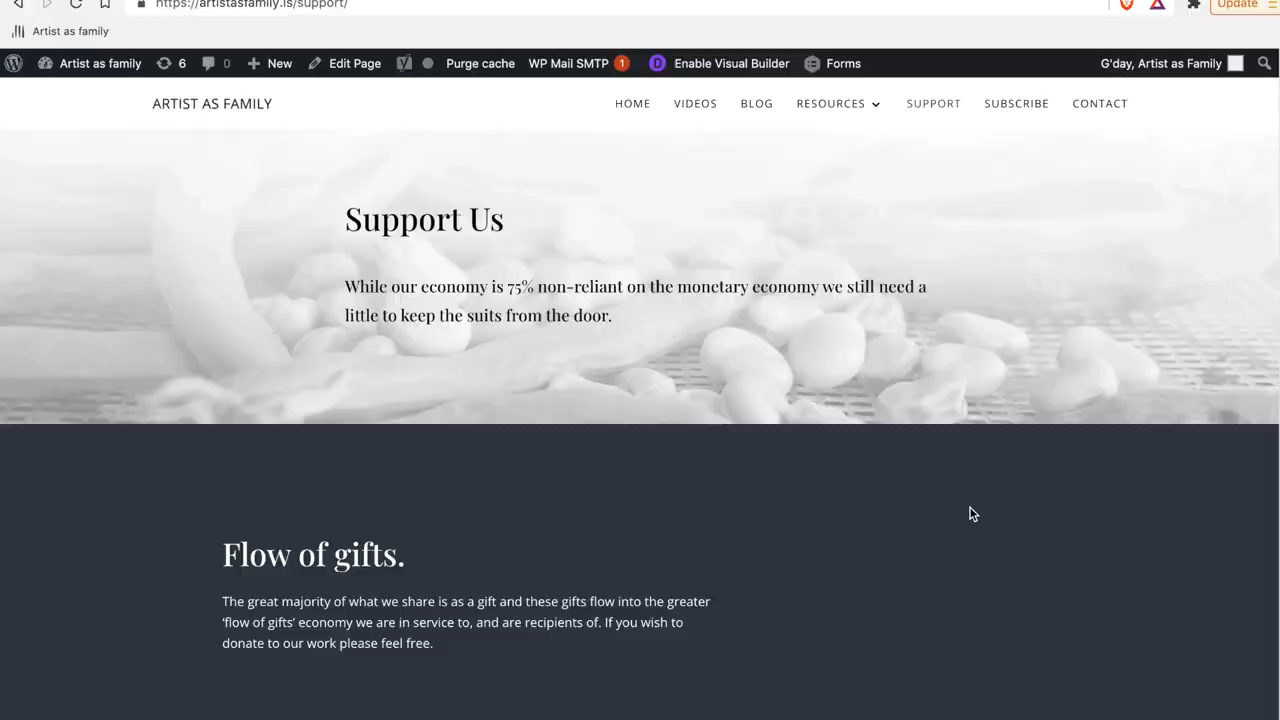 https://artistasfamily.is/support/
Update
Artist as family
Artist as family 6 0 New Edit Page Purge cache WP Mail SMTP 1 Enable Visual Builder Forms G'day, Artist as Family
ARTIST AS FAMILY HOME VIDEOS BLOG RESOURCES SUPPORT SUBSCRIBE CONTACT
Support Us
While our economy is 75% non-reliant on the monetary economy we still need a
little to keep the suits from the door.
Flow of gifts.
The great majority of what we share is as a gift and these gifts flow into the greater
‘flow of gifts’ economy we are in service to, and are recipients of. If you wish to
donate to our work please feel free.